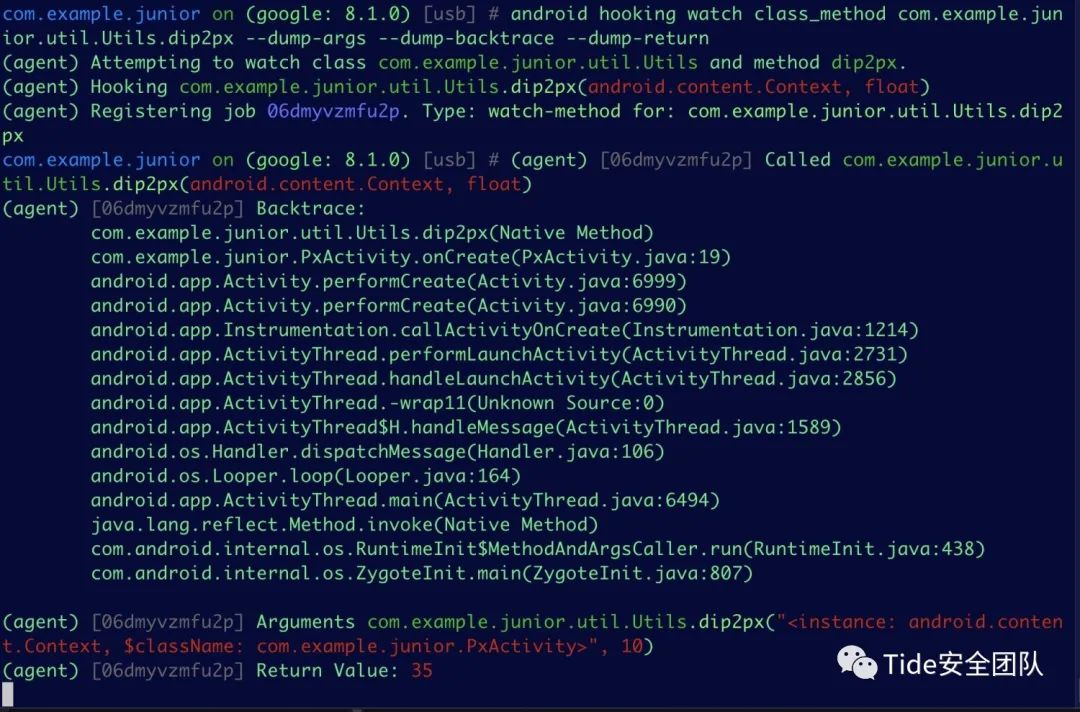 com.example.junior on (google: 8.1.0) [usb] # android hooking watch class_method com.example.jun
ior.util.Utils.dip2px --dump-args --dump-backtrace --dump-return
(agent) Attempting to watch class com.example.junior.util.Utils and method dip2px.
(agent) Hooking com.example.junior.util.Utils.dip2px(android.content.Context, float)
(agent) Registering job 06dmyvzmfu2p. Type: watch-method for: com.example.junior.util.Utils.dip2
px
com.example.junior on (google: 8.1.0) [usb] # (agent) [06dmyvzmfu2p] Called com.example.junior.u
til.Utils.dip2px(android.content.Context, float)
(agent) [06dmyvzmfu2p] Backtrace:
com.example.junior.util.Utils.dip2px(Native Method)
com.example.junior.PxActivity.onCreate(PxActivity.java:19)
android.app.Activity.performCreate(Activity.java:6999)
android.app.Activity.performCreate(Activity.java:6990)
android.app.Instrumentation.callActivityOnCreate(Instrumentation.java:1214)
android.app.ActivityThread.performLaunchActivity(ActivityThread.java:2731)
android.app.ActivityThread.handleLaunchActivity(ActivityThread.java:2856)
android.app.ActivityThread.-wrap11(Unknown Source:0)
android.app.ActivityThread$H.handleMessage(ActivityThread.java:1589)
android.os.Handler.dispatchMessage(Handler.java:106)
android.os.Looper.loop(Looper.java:164)
android.app.ActivityThread.main(ActivityThread.java:6494)
java.lang.reflect.Method.invoke(Native Method)
com.android.internal.os.RuntimeInit$MethodAndArgsCaller.run(RuntimeInit.java:438)
com.android.internal.os.ZygoteInit.main(ZygoteInit.java:807)
(agent) [06dmyvzmfu2p] Arguments com.example.junior.util.Utils.dip2px("<instance: android.conten
t.Context, $className: com.example.junior.PxActivity>", 10)
(agent) [06dmyvzmfu2p] Return Value: 35
Tide安全团队